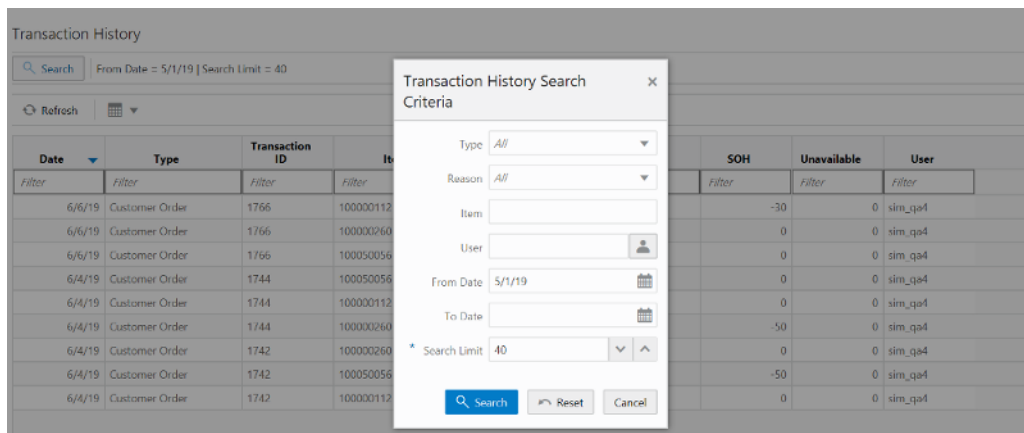 Transaction History
Search From Date = 5/1/19 | Search Limit = 40
Refresh
Date Type Transaction ID SOH Unavailable User
Filter Filter Filter Filter Filter Filter Filter
6/6/19 Customer Order 1766 100000112 -30 0 sim_qa4
6/6/19 Customer Order 1766 100000260 0 0 sim_qa4
6/6/19 Customer Order 1766 100050056 0 0 sim_qa4
6/4/19 Customer Order 1744 100050056 0 0 sim_qa4
6/4/19 Customer Order 1744 100000112 0 0 sim_qa4
6/4/19 Customer Order 1744 100000260 -50 0 sim_qa4
6/4/19 Customer Order 1742 100000260 0 0 sim_qa4
6/4/19 Customer Order 1742 100050056 -50 0 sim_qa4
6/4/19 Customer Order 1742 100000112 0 0 sim_qa4
Transaction History Search
Criteria
Type All
Reason All
Item
User
From Date 5/1/19
To Date
* Search Limit 40
Search Reset Cancel